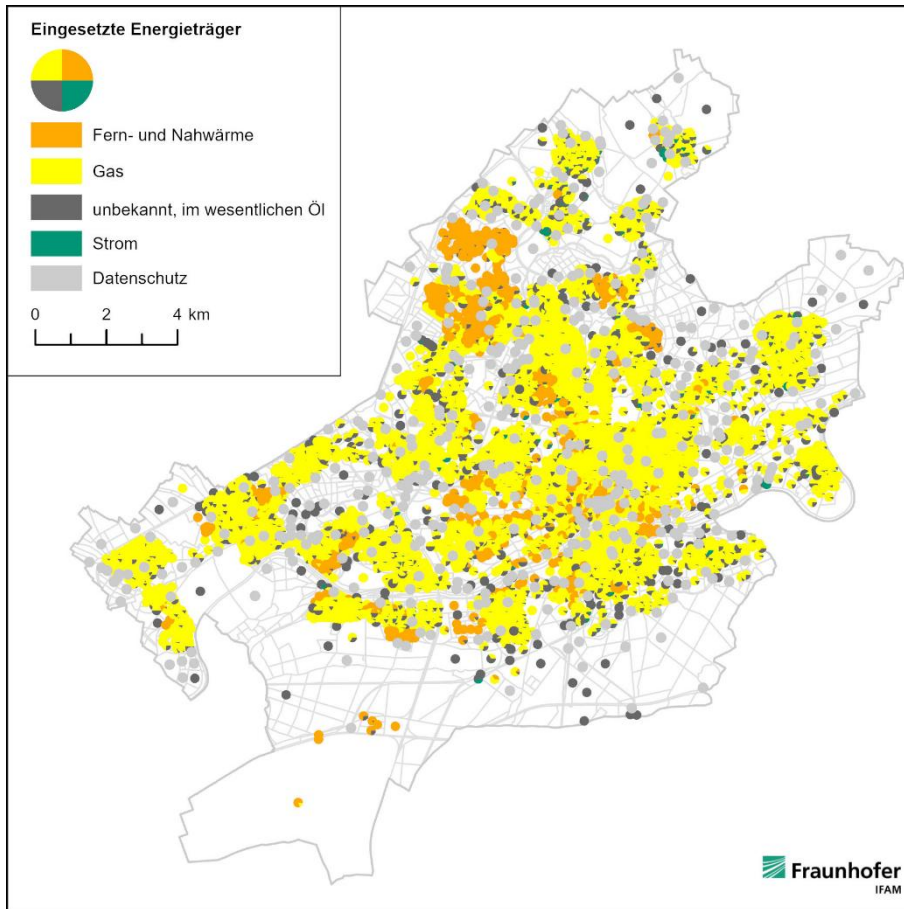 Eingesetzte Energieträger
Fern- und Nahwärme
Gas
unbekannt, im wesentlichen Öl
Strom
Datenschutz
0 2 4 km
Fraunhofer
IFAM